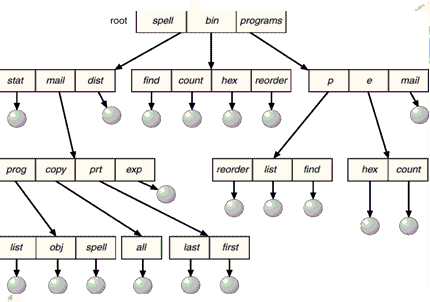 root spell bin programs
stat mail dist find count hex reorder p e mail
prog copy prt exp reorder list find hex count
list obj spell all last first